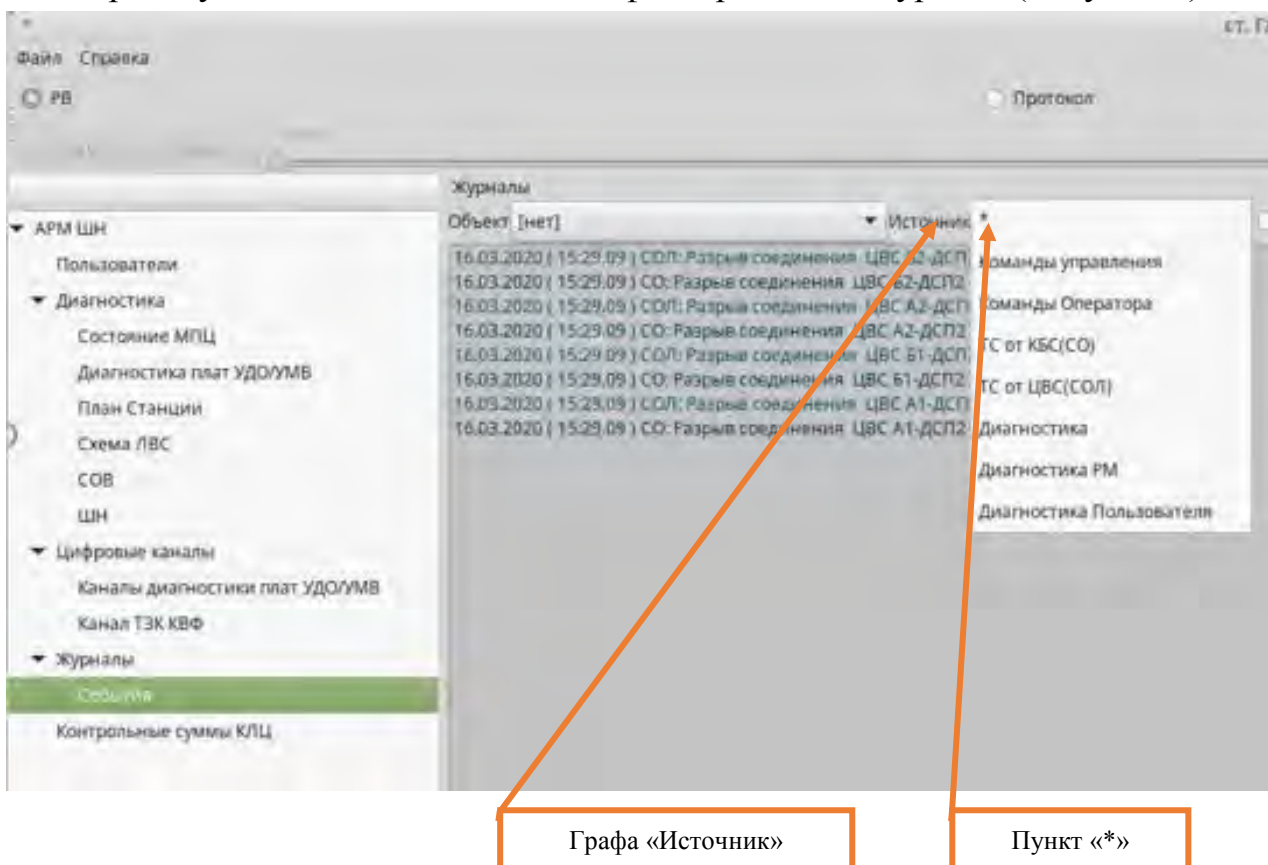 ст. Г
Файл Справка
РВ
Протокол
Журналы
Объект [нет] Источник *
АРМ ШН
Пользователи
Диагностика
Состояние МПЦ
Диагностика плат УДО/УМВ
План Станции
Схема ЛВС
СОВ
ШН
Цифровые каналы
Каналы диагностики плат УДО/УМВ
Канал ТЗК КВФ
Журналы
События
Контрольные суммы КЛЦ
16.03.2020 ( 15:29.09 ) СОЛ: Разрыв соединения ЦВС Б2-ДСП
16.03.2020 ( 15:29.09 ) СО: Разрыв соединения ЦВС Б2-ДСП2
16.03.2020 ( 15:29.09 ) СОЛ: Разрыв соединения ЦВС А2-ДСП
16.03.2020 ( 15:29.09 ) СО: Разрыв соединения ЦВС А2-ДСП2
16.03.2020 ( 15:29.09 ) СОЛ: Разрыв соединения ЦВС Б1-ДСП
16.03.2020 ( 15:29.09 ) СО: Разрыв соединения ЦВС Б1-ДСП2
16.03.2020 ( 15:29.09 ) СОЛ: Разрыв соединения ЦВС А1-ДСП
16.03.2020 ( 15:29.09 ) СО: Разрыв соединения ЦВС А1-ДСП2
Команды управления
Команды Оператора
ТС от КБС(СО)
ТС от ЦВС(СОЛ)
Диагностика
Диагностика РМ
Диагностика Пользователя
Графа «Источник»
Пункт «*»